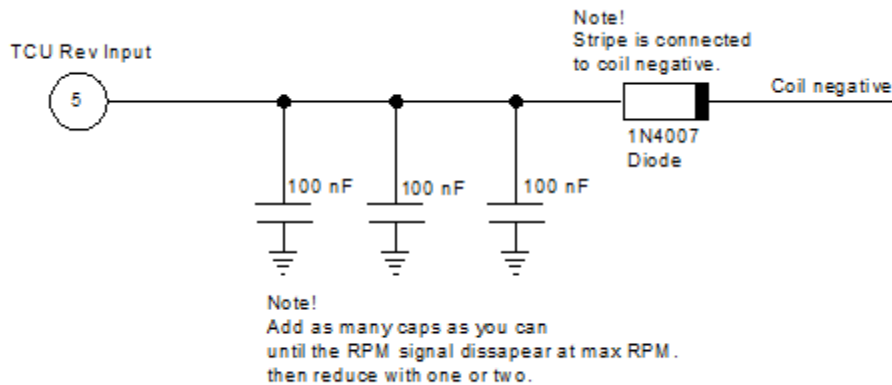 Note!
Stripe is connected
to coil negative.
TCU Rev Input
5
Coil negative
1N4007
Diode
100 nF
100 nF
100 nF
Note!
Add as many caps as you can
until the RPM signal dissapear at max RPM.
then reduce with one or two.